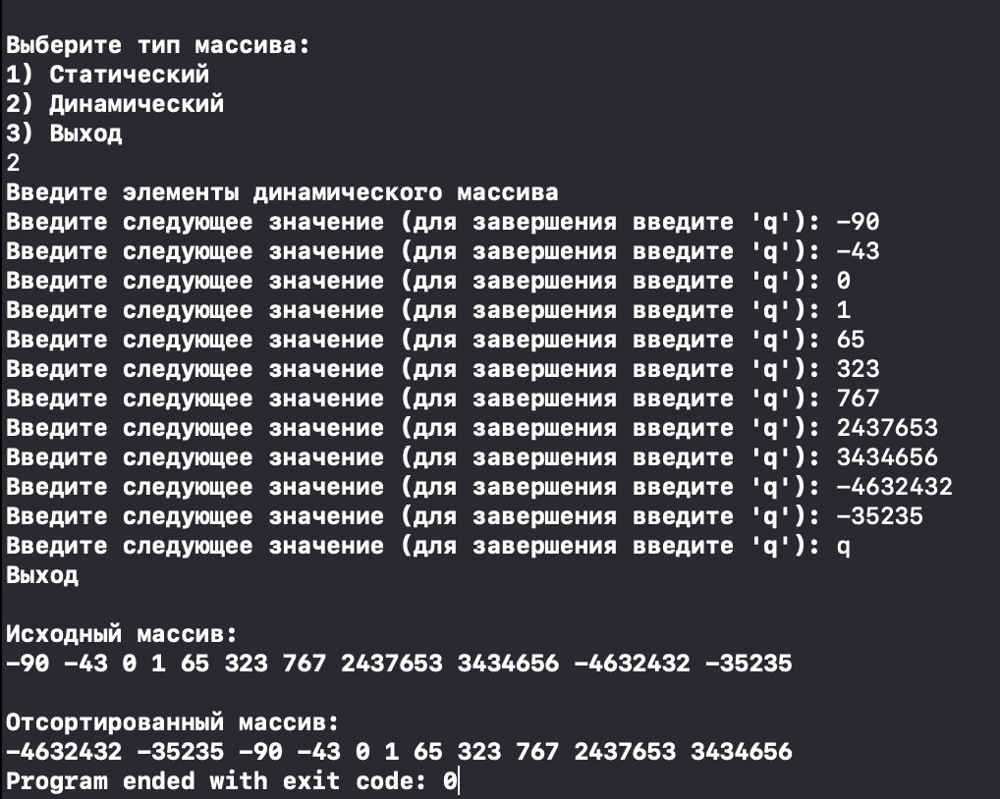 Выберите тип массива:
1) Статический
2) Динамический
3) Выход
2
Введите элементы динамического массива
Введите следующее значение (для завершения введите 'q'): -90
Введите следующее значение (для завершения введите 'q'): -43
Введите следующее значение (для завершения введите 'q'): 0
Введите следующее значение (для завершения введите 'q'): 1
Введите следующее значение (для завершения введите 'q'): 65
Введите следующее значение (для завершения введите 'q'): 323
Введите следующее значение (для завершения введите 'q'): 767
Введите следующее значение (для завершения введите 'q'): 2437653
Введите следующее значение (для завершения введите 'q'): 3434656
Введите следующее значение (для завершения введите 'q'): -4632432
Введите следующее значение (для завершения введите 'q'): -35235
Введите следующее значение (для завершения введите 'q'): q
Выход
Исходный массив:
-90 -43 0 1 65 323 767 2437653 3434656 -4632432 -35235
Отсортированный массив:
-4632432 -35235 -90 -43 0 1 65 323 767 2437653 3434656
Program ended with exit code: 0